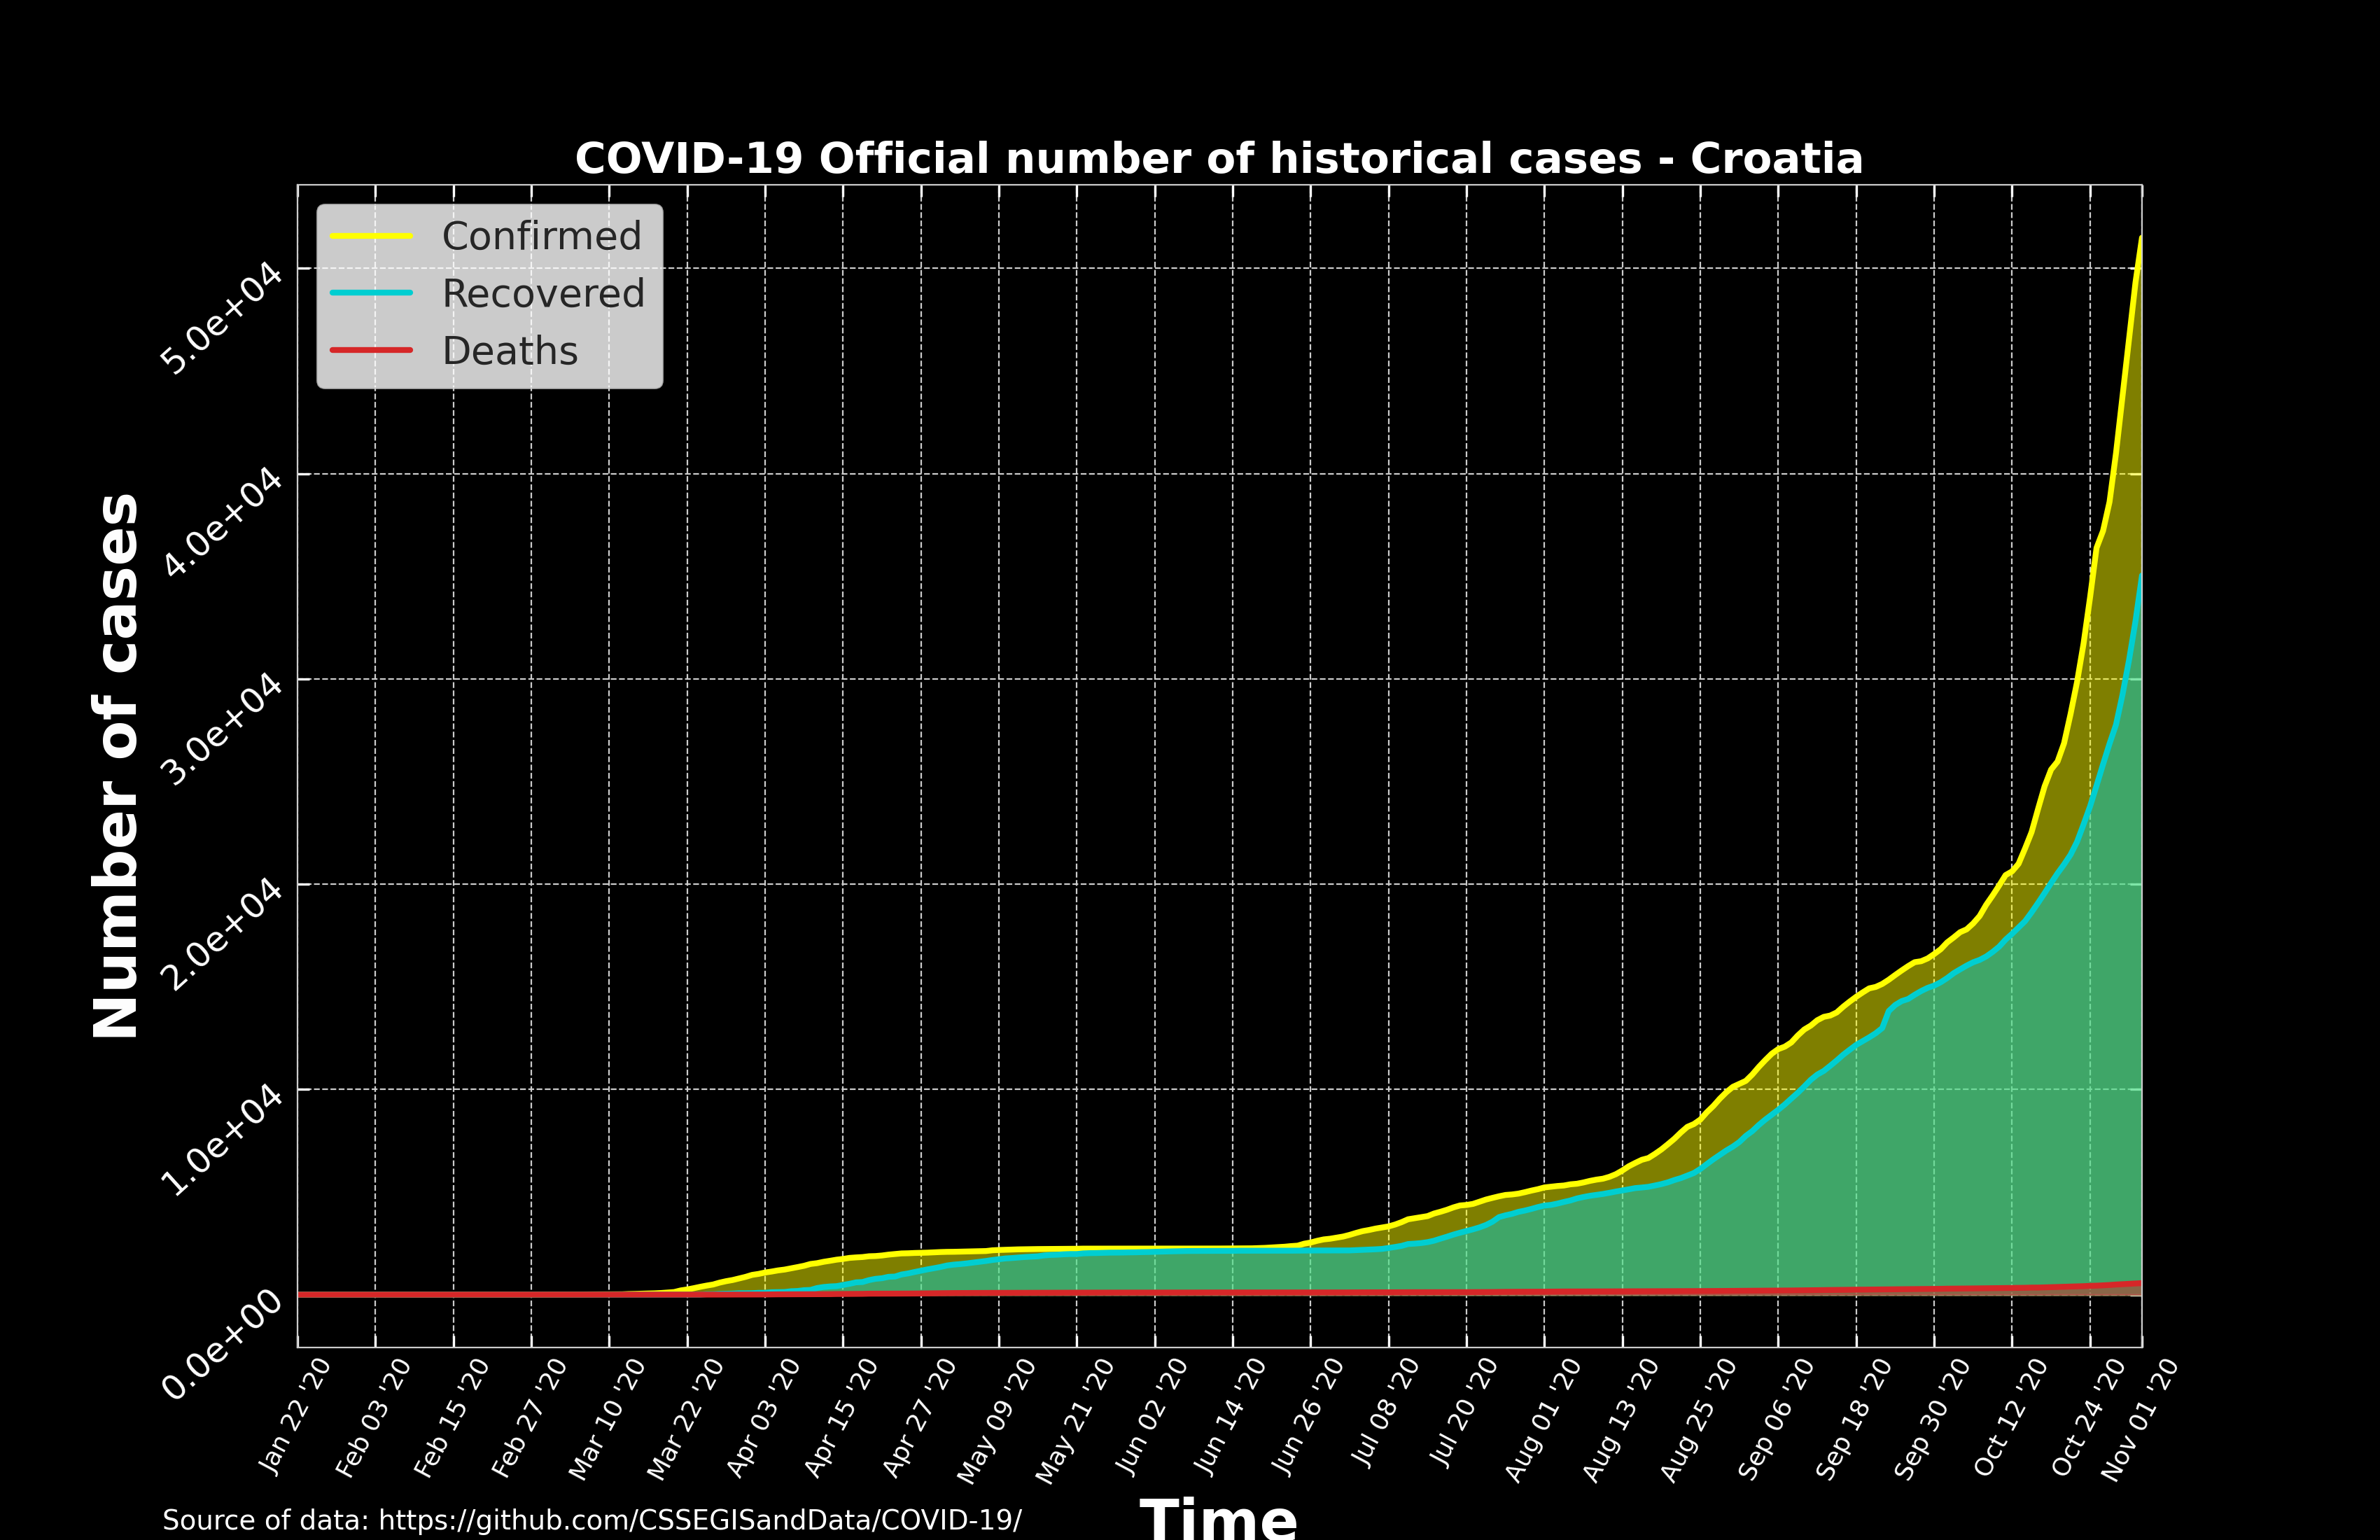 COVID-19 Official number of historical cases - Croatia
Confirmed
Recovered
Deaths
Number of cases
5.0e+04
4.0e+04
3.0e+04
2.0e+04
1.0e+04
0.0e+00
Jan 22 '20
Feb 03 '20
Feb 15 '20
Feb 27 '20
Mar 10 '20
Mar 22 '20
Apr 03 '20
Apr 15 '20
Apr 27 '20
May 09 '20
May 21 '20
Jun 02 '20
Jun 14 '20
Jun 26 '20
Jul 08 '20
Jul 20 '20
Aug 01 '20
Aug 13 '20
Aug 25 '20
Sep 06 '20
Sep 18 '20
Sep 30 '20
Oct 12 '20
Oct 24 '20
Nov 01 '20
Time
Source of data: https://github.com/CSSEGISandData/COVID-19/